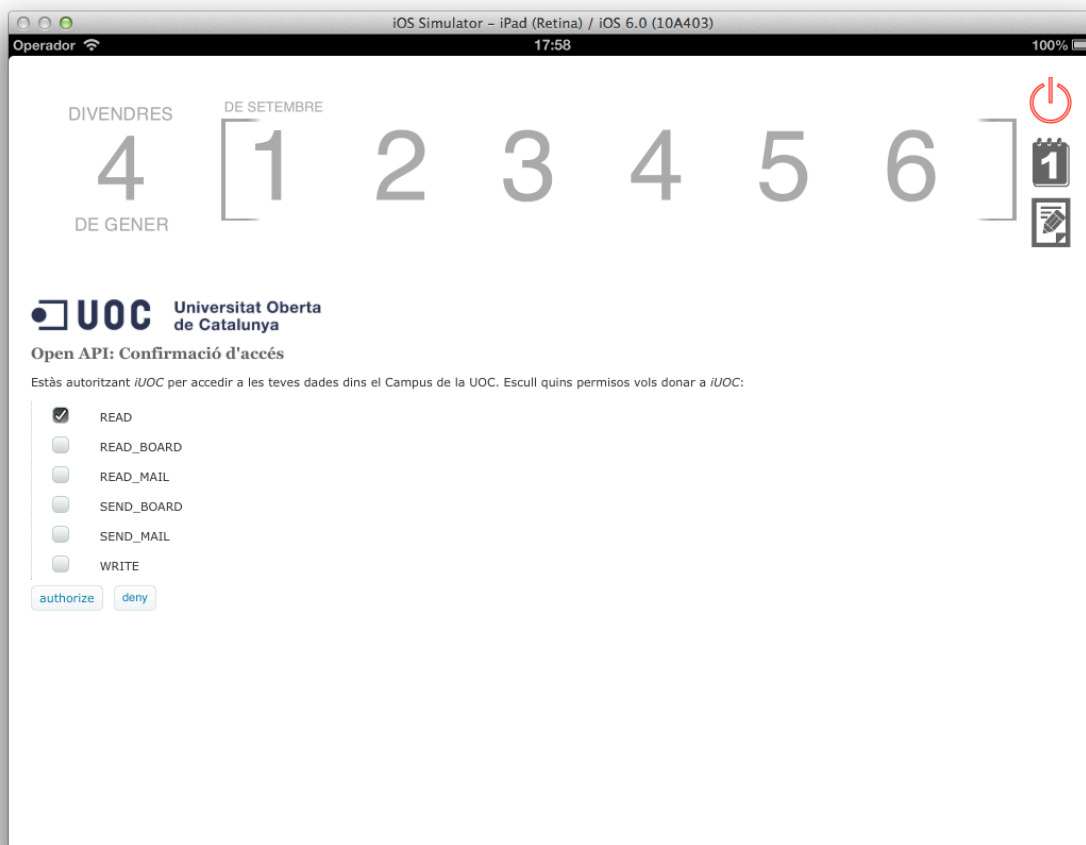 iOS Simulator – iPad (Retina) / iOS 6.0 (10A403)
Operador 17:58 100%
DIVENDRES
4
DE GENER
DE SETEMBRE
1 2 3 4 5 6
1
UOC Universitat Oberta
de Catalunya
Open API: Confirmació d'accés
Estàs autoritzant iUOC per accedir a les teves dades dins el Campus de la UOC. Escull quins permisos vols donar a iUOC:
READ
READ_BOARD
READ_MAIL
SEND_BOARD
SEND_MAIL
WRITE
authorize deny